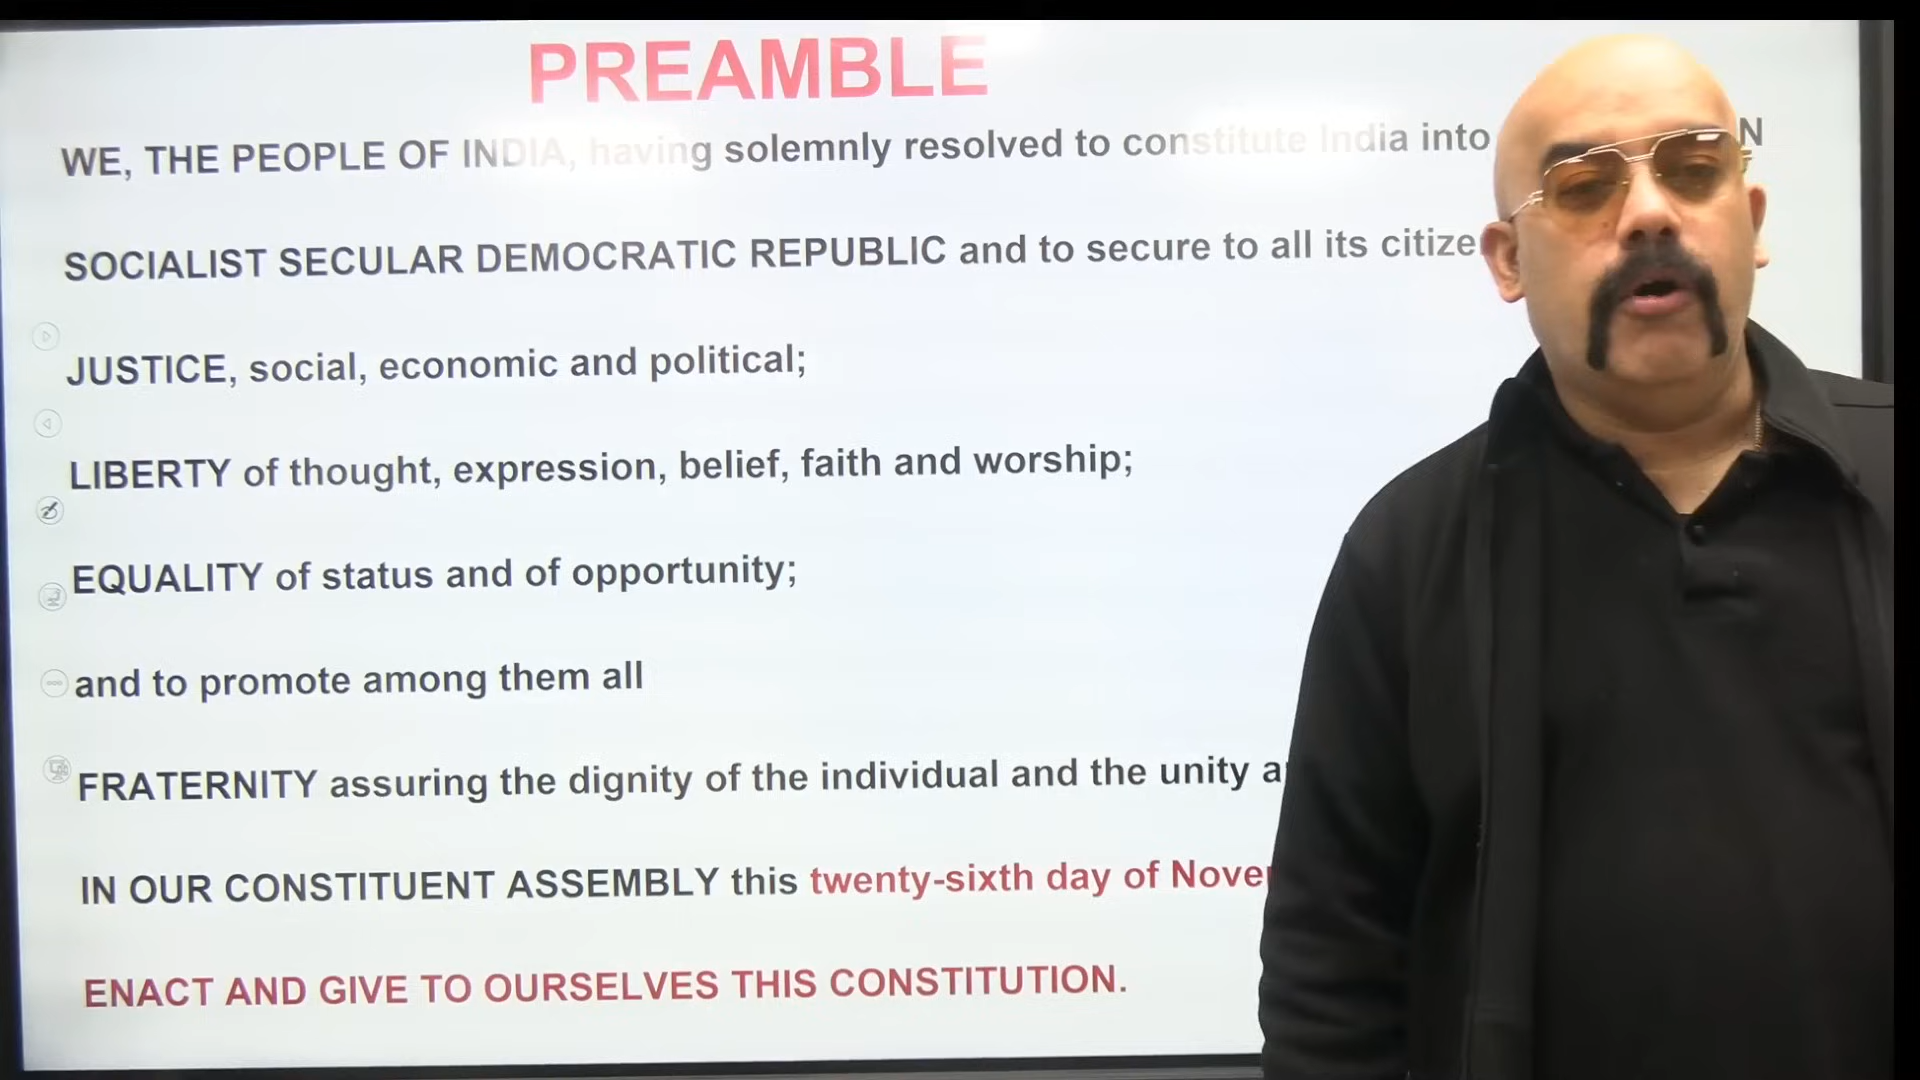 PREAMBLE
WE, THE PEOPLE OF INDIA, having solemnly resolved to constitute India into N
SOCIALIST SECULAR DEMOCRATIC REPUBLIC and to secure to all its citize
JUSTICE, social, economic and political;
LIBERTY of thought, expression, belief, faith and worship;
EQUALITY of status and of opportunity;
and to promote among them all
FRATERNITY assuring the dignity of the individual and the unity a
IN OUR CONSTITUENT ASSEMBLY this twenty-sixth day of Nove
ENACT AND GIVE TO OURSELVES THIS CONSTITUTION.